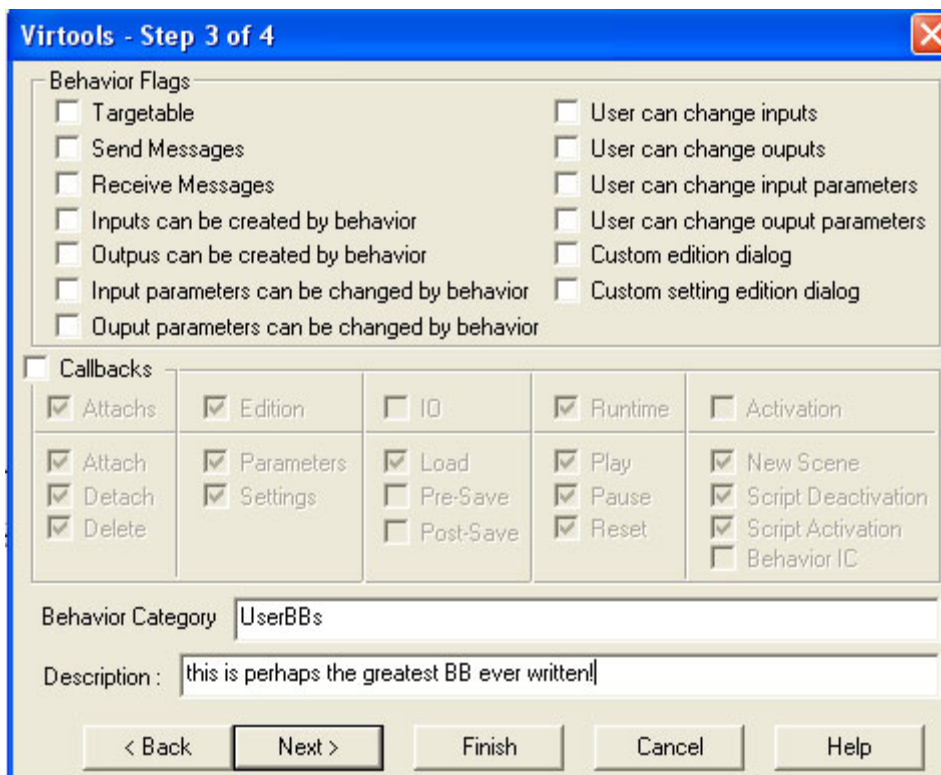 Virtools - Step 3 of 4
Behavior Flags
Targetable
User can change inputs
Send Messages
User can change ouputs
Receive Messages
User can change input parameters
Inputs can be created by behavior
User can change ouput parameters
Outpus can be created by behavior
Custom edition dialog
Input parameters can be changed by behavior
Custom setting edition dialog
Ouput parameters can be changed by behavior
Callbacks
Attachs
Edition
IO
Runtime
Activation
Attach
Parameters
Load
Play
New Scene
Detach
Settings
Pre-Save
Pause
Script Deactivation
Delete
Post-Save
Reset
Script Activation
Behavior IC
Behavior Category
UserBBs
Description :
this is perhaps the greatest BB ever written!
< Back
Next >
Finish
Cancel
Help